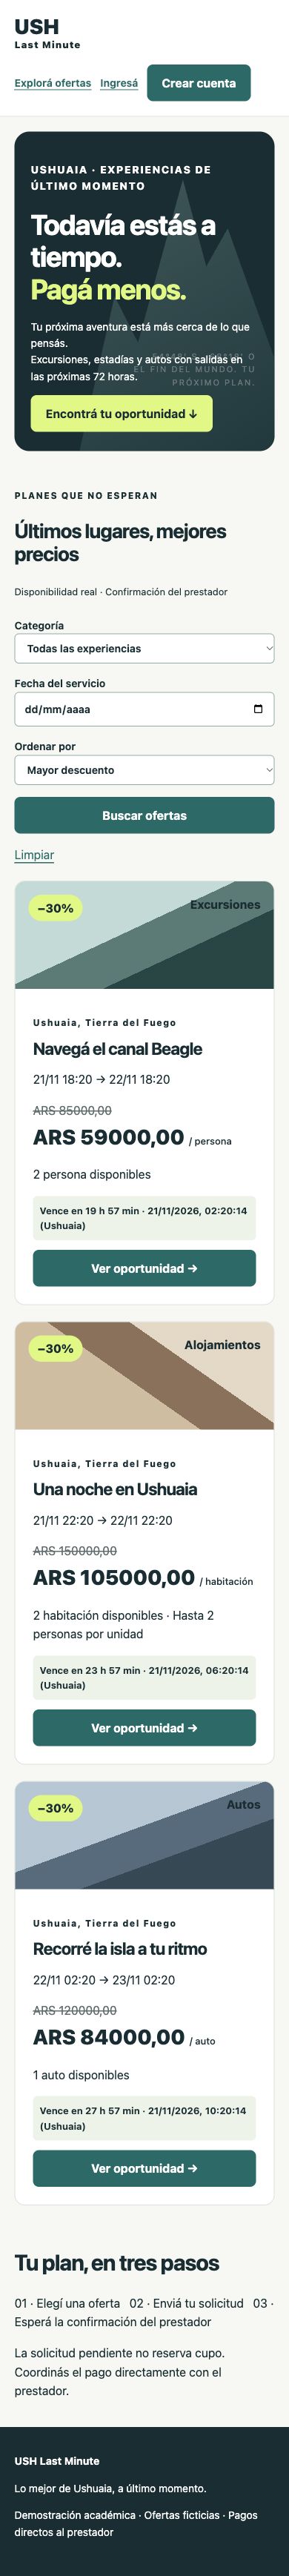 USH
Last Minute
Explorá ofertas Ingresá Crear cuenta
USHUAIA · EXPERIENCIAS DE
ÚLTIMO MOMENTO
Todavía estás a
tiempo.
Pagá menos.
Tu próxima aventura está más cerca de lo que
pensás.
Excursiones, estadías y autos con salidas en
las próximas 72 horas.
EL FIN DEL MUNDO. TU
PRÓXIMO PLAN.
Encontrá tu oportunidad ↓
PLANES QUE NO ESPERAN
Últimos lugares, mejores
precios
Disponibilidad real · Confirmación del prestador
Categoría
Todas las experiencias
Fecha del servicio
dd/mm/aaaa
Ordenar por
Mayor descuento
Buscar ofertas
Limpiar
−30% Excursiones
Ushuaia, Tierra del Fuego
Navegá el canal Beagle
21/11 18:20 → 22/11 18:20
ARS 85000,00
ARS 59000,00 / persona
2 persona disponibles
Vence en 19 h 57 min · 21/11/2026, 02:20:14
(Ushuaia)
Ver oportunidad →
−30% Alojamientos
Ushuaia, Tierra del Fuego
Una noche en Ushuaia
21/11 22:20 → 22/11 22:20
ARS 150000,00
ARS 105000,00 / habitación
2 habitación disponibles · Hasta 2
personas por unidad
Vence en 23 h 57 min · 21/11/2026, 06:20:14
(Ushuaia)
Ver oportunidad →
−30% Autos
Ushuaia, Tierra del Fuego
Recorré la isla a tu ritmo
22/11 02:20 → 23/11 02:20
ARS 120000,00
ARS 84000,00 / auto
1 auto disponibles
Vence en 27 h 57 min · 21/11/2026, 10:20:14
(Ushuaia)
Ver oportunidad →
Tu plan, en tres pasos
01 · Elegí una oferta 02 · Enviá tu solicitud 03 ·
Esperá la confirmación del prestador
La solicitud pendiente no reserva cupo.
Coordinás el pago directamente con el
prestador.
USH Last Minute
Lo mejor de Ushuaia, a último momento.
Demostración académica · Ofertas ficticias · Pagos
directos al prestador